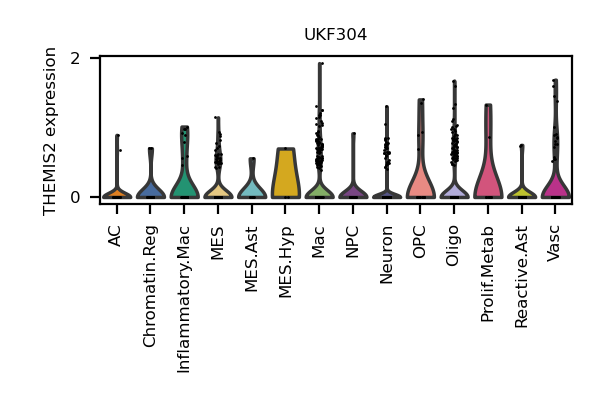 UKF304
THEMIS2 expression
2
0
AC
Chromatin.Reg
Inflammatory.Mac
MES
MES.Ast
MES.Hyp
Mac
NPC
Neuron
OPC
Oligo
Prolif.Metab
Reactive.Ast
Vasc